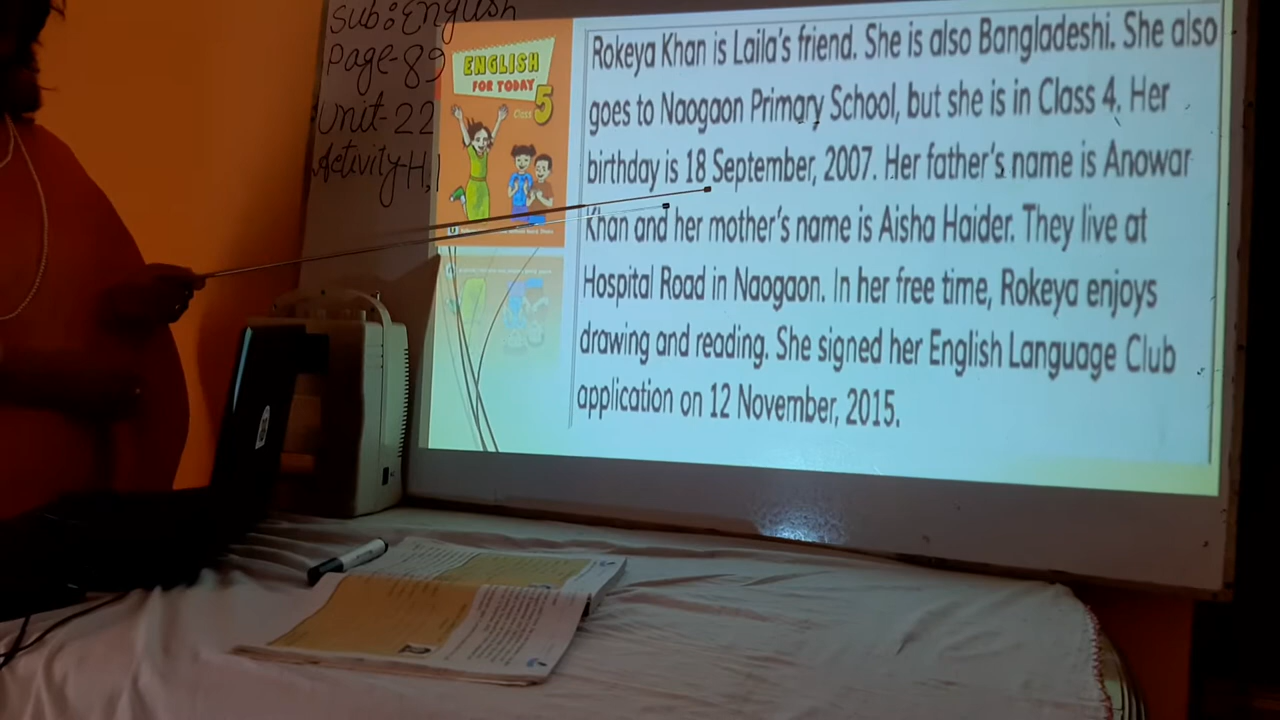 Sub: English
Page-89
Unit-22
Activity-H,
ENGLISH
FOR TODAY
Class 5
Rokeya Khan is Laila's friend. She is also Bangladeshi. She also
goes to Naogaon Primary School, but she is in Class 4. Her
birthday is 18 September, 2007. Her father's name is Anowar
Khan and her mother's name is Aisha Haider. They live at
Hospital Road in Naogaon. In her free time, Rokeya enjoys
drawing and reading. She signed her English Language Club
application on 12 November, 2015.